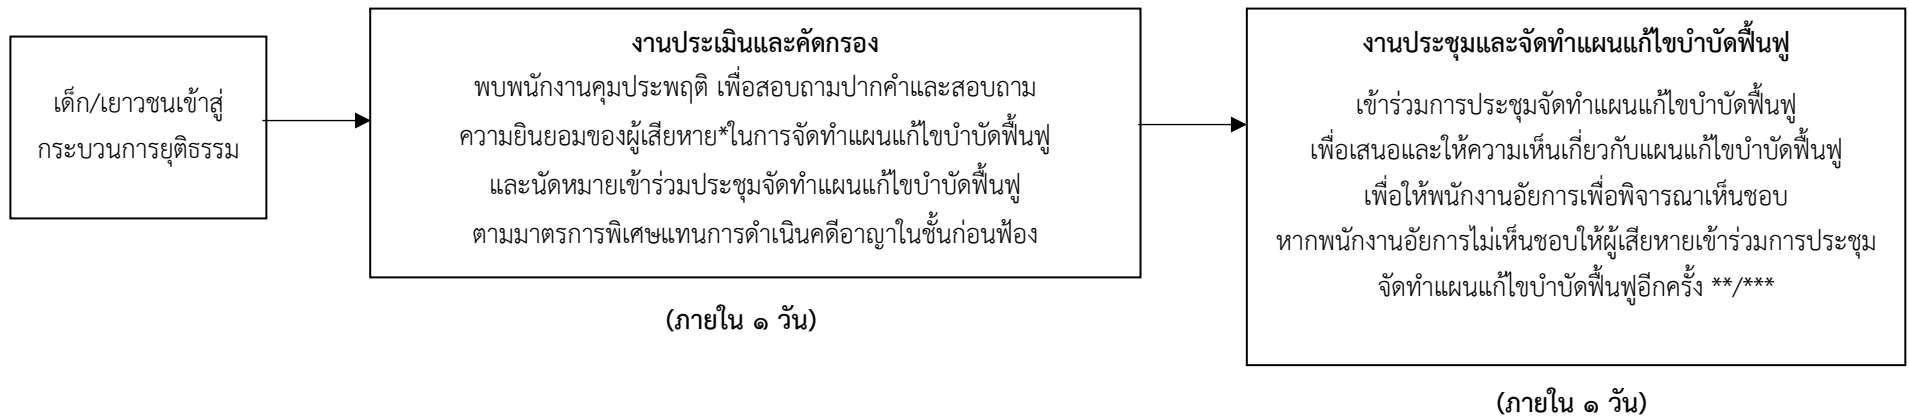 เด็ก/เยาวชนเข้าสู่
กระบวนการยุติธรรม
งานประเมินและคัดกรอง
พบพนักงานคุมประพฤติ เพื่อสอบถามปากคำและสอบถาม
ความยินยอมของผู้เสียหาย*ในการจัดทำแผนแก้ไขบำบัดฟื้นฟู
และนัดหมายเข้าร่วมประชุมจัดทำแผนแก้ไขบำบัดฟื้นฟู
ตามมาตรการพิเศษแทนการดำเนินคดีอาญาในชั้นก่อนฟ้อง
(ภายใน ๑ วัน)
งานประชุมและจัดทำแผนแก้ไขบำบัดฟื้นฟู
เข้าร่วมการประชุมจัดทำแผนแก้ไขบำบัดฟื้นฟู
เพื่อเสนอและให้ความเห็นเกี่ยวกับแผนแก้ไขบำบัดฟื้นฟู
เพื่อให้พนักงานอัยการเพื่อพิจารณาเห็นชอบ
หากพนักงานอัยการไม่เห็นชอบให้ผู้เสียหายเข้าร่วมการประชุม
จัดทำแผนแก้ไขบำบัดฟื้นฟูอีกครั้ง **/***
(ภายใน ๑ วัน)